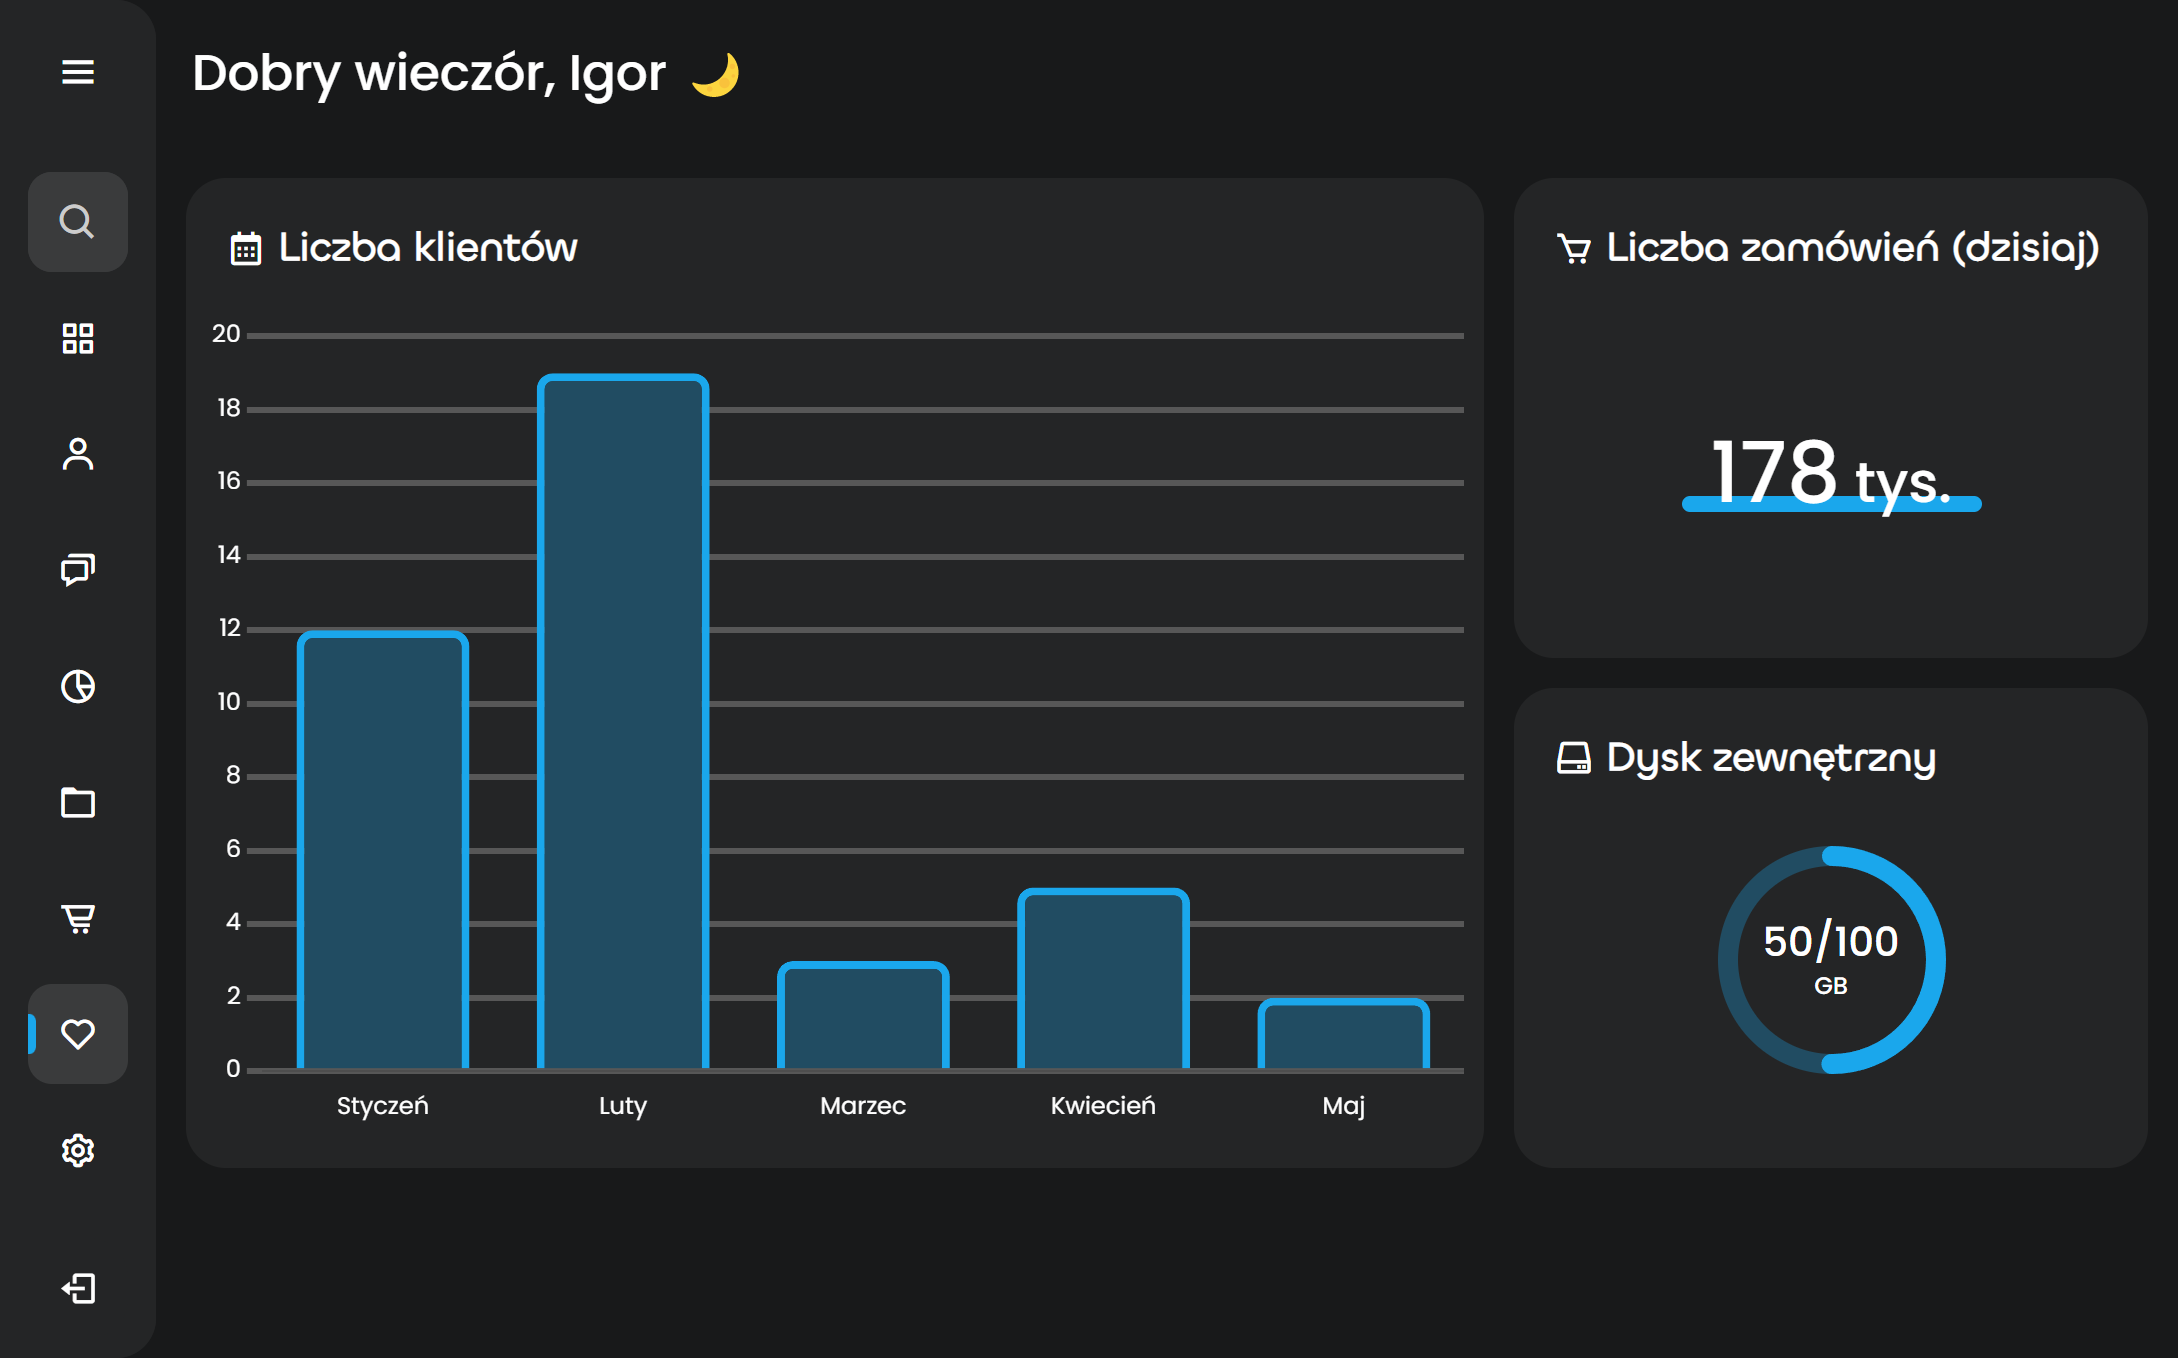 Dobry wieczór, Igor
Liczba klientów
20
18
16
14
12
10
8
6
4
2
0
Styczeń Luty Marzec Kwiecień Maj
Liczba zamówień (dzisiaj)
178 tys.
Dysk zewnętrzny
50/100
GB